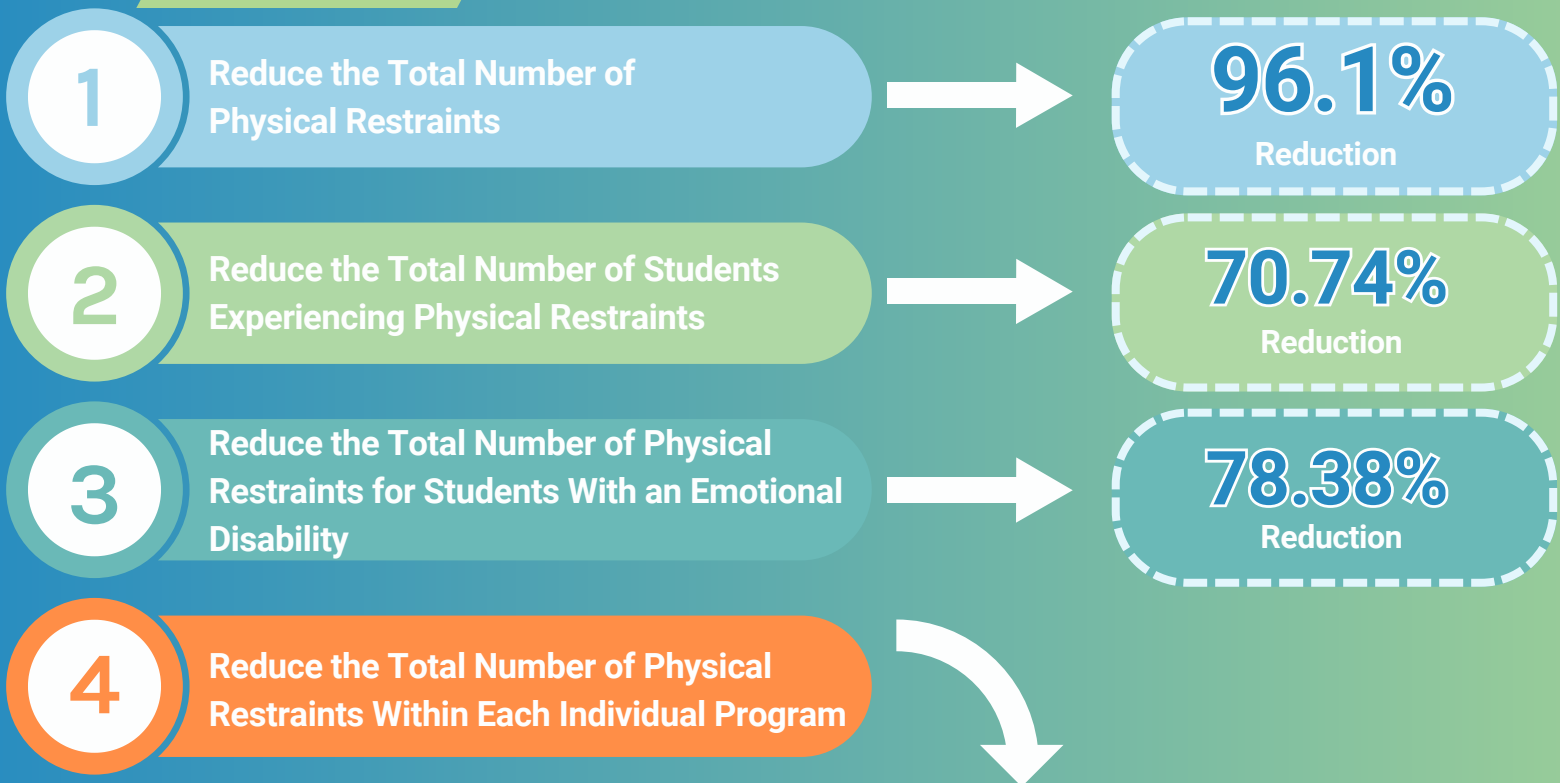 1
Reduce the Total Number of
Physical Restraints
96.1%
Reduction
2
Reduce the Total Number of Students
Experiencing Physical Restraints
70.74%
Reduction
3
Reduce the Total Number of Physical
Restraints for Students With an Emotional
Disability
78.38%
Reduction
4
Reduce the Total Number of Physical
Restraints Within Each Individual Program